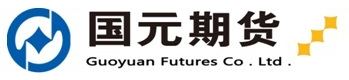 国元期货
Guoyuan Futures Co . Ltd .